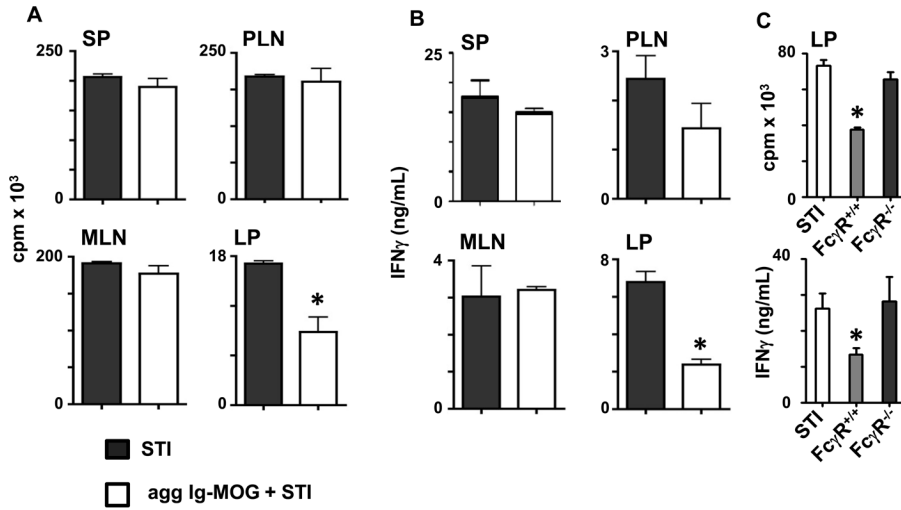 A
SP
PLN
250
250
0
0
MLN
LP
200
18
0
0
cpm x 10³
STI
agg Ig-MOG + STI
B
SP
PLN
25
3
0
0
MLN
LP
4
8
*
0
0
IFNγ (ng/mL)
*
C
LP
80
*
0
cpm x 10³
STI
FcγR+/+
FcγR-/-
40
*
0
IFNγ (ng/mL)
STI
FcγR+/+
FcγR-/-